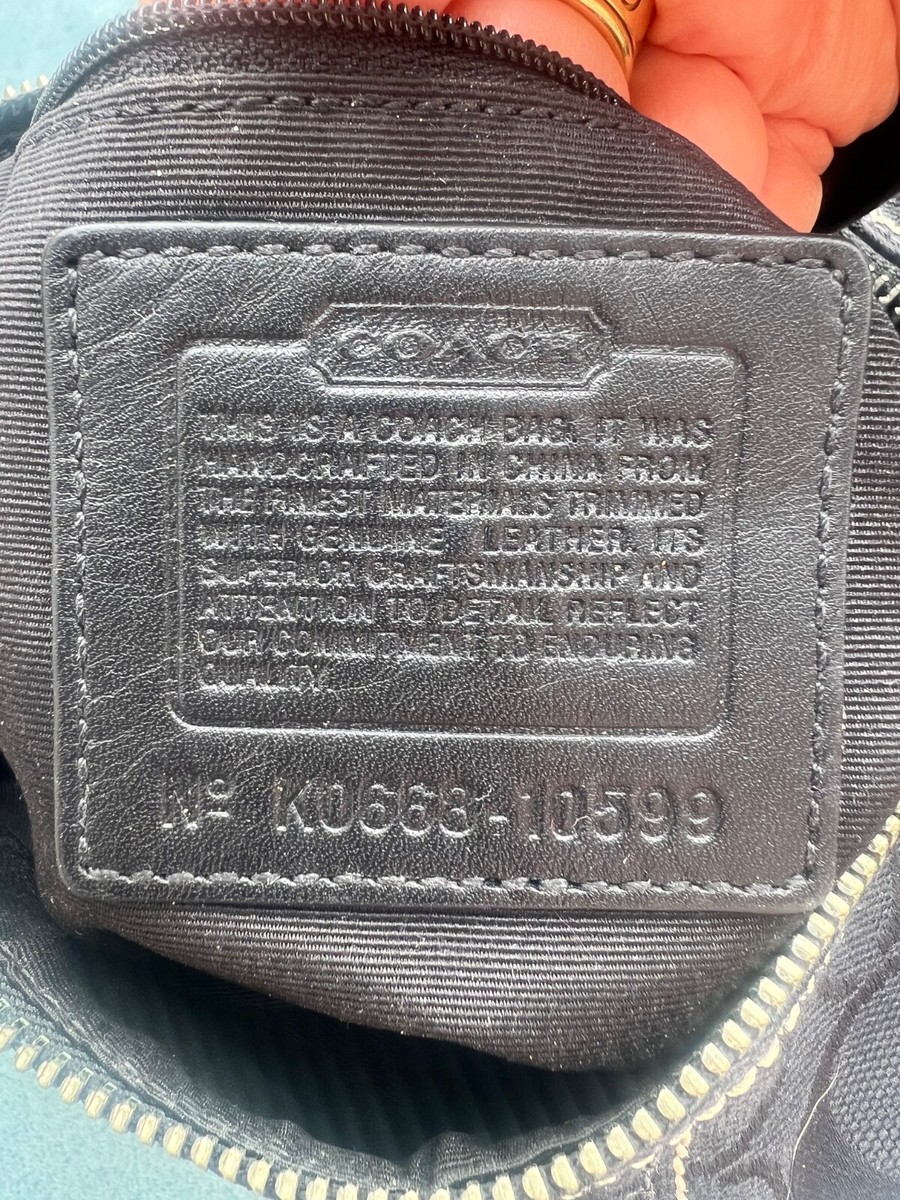 COACH
THIS IS A COACH BAG. IT WAS
HANDCRAFTED IN CHINA FROM
THE FINEST MATERIALS TRIMMED
WITH GENUINE LEATHER. ITS
SUPERIOR CRAFTSMANSHIP AND
ATTENTION TO DETAIL REFLECT
OUR COMMITMENT TO ENDURING
QUALITY.
Nº K0663-10599